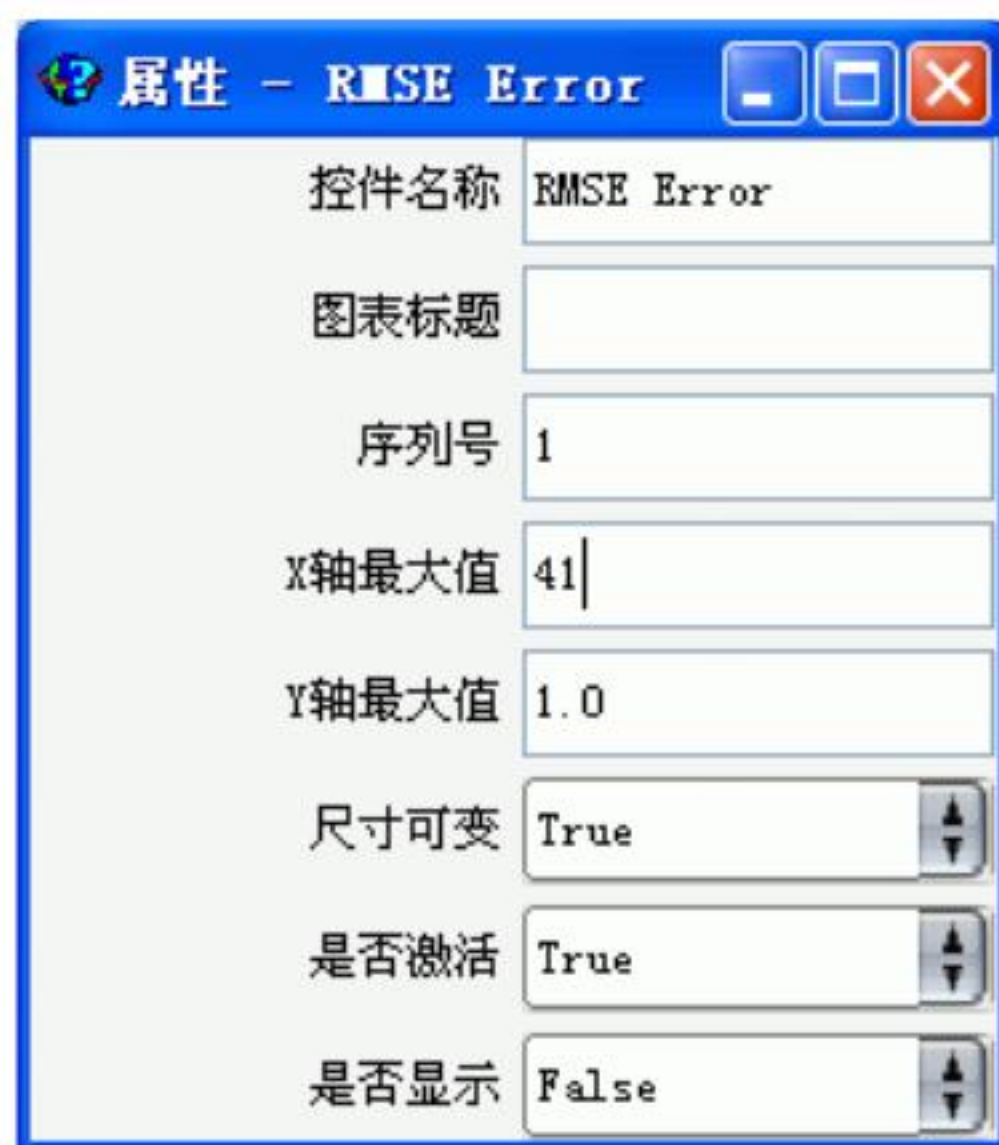 属性 - RMSE Error
控件名称 RMSE Error
图表标题
序列号 1
X轴最大值 41
Y轴最大值 1.0
尺寸可变 True
是否激活 True
是否显示 False